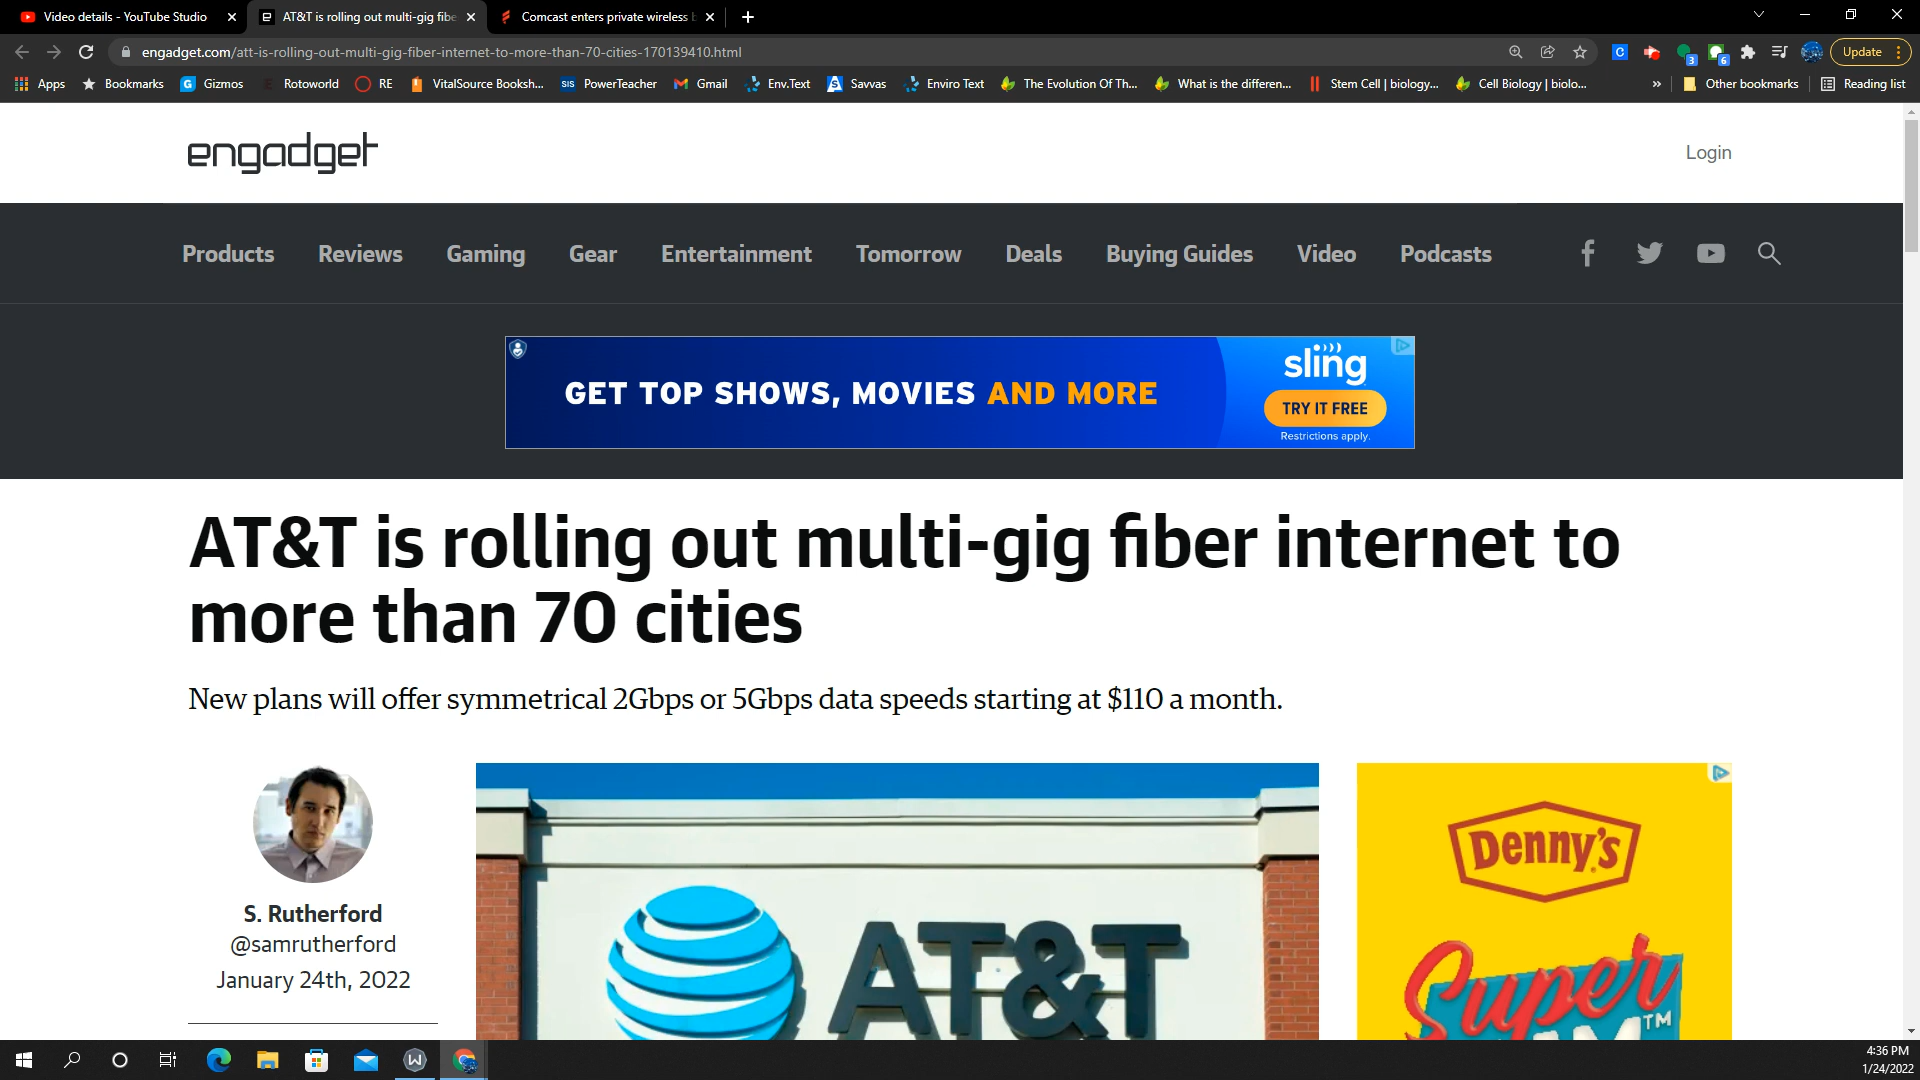 Video details - YouTube Studio
AT&T is rolling out multi-gig fibe
Comcast enters private wireless b
engadget.com/att-is-rolling-out-multi-gig-fiber-internet-to-more-than-70-cities-170139410.html
C
3
6
Update
Apps
Bookmarks
G Gizmos
E Rotoworld
RE
VitalSource Booksh...
SIS PowerTeacher
Gmail
Env.Text
S Savvas
Enviro Text
The Evolution Of Th...
What is the differen...
Stem Cell | biology...
Cell Biology | biolo...
»
Other bookmarks
Reading list
engadget
Login
Products
Reviews
Gaming
Gear
Entertainment
Tomorrow
Deals
Buying Guides
Video
Podcasts
GET TOP SHOWS, MOVIES AND MORE
sling
TRY IT FREE
Restrictions apply.
AT&T is rolling out multi-gig fiber internet to
more than 70 cities
New plans will offer symmetrical 2Gbps or 5Gbps data speeds starting at $110 a month.
S. Rutherford
@samrutherford
January 24th, 2022
AT&T
Denny's
Super
TM
W
4:36 PM
1/24/2022